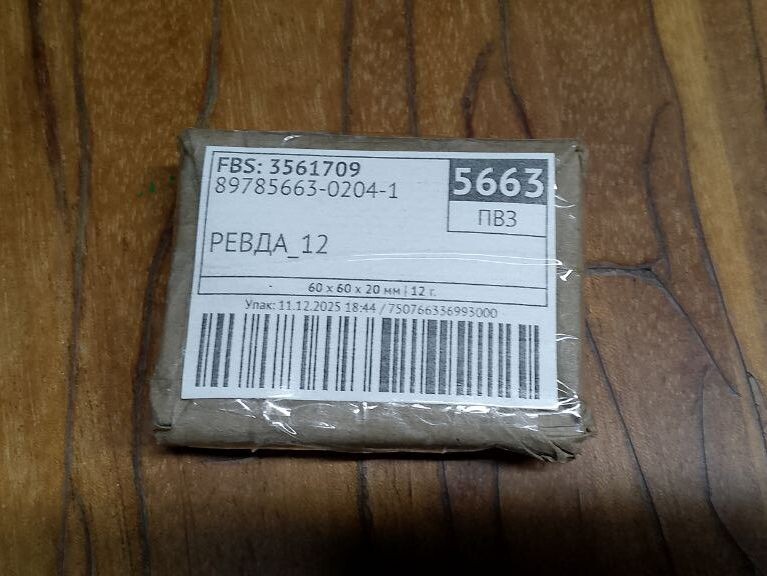 FBS: 3561709
89785663-0204-1
5663
ПВЗ
РЕВДА_12
60 x 60 x 20 мм | 12 г.
Упак: 11.12.2025 18:44 / 750766336993000